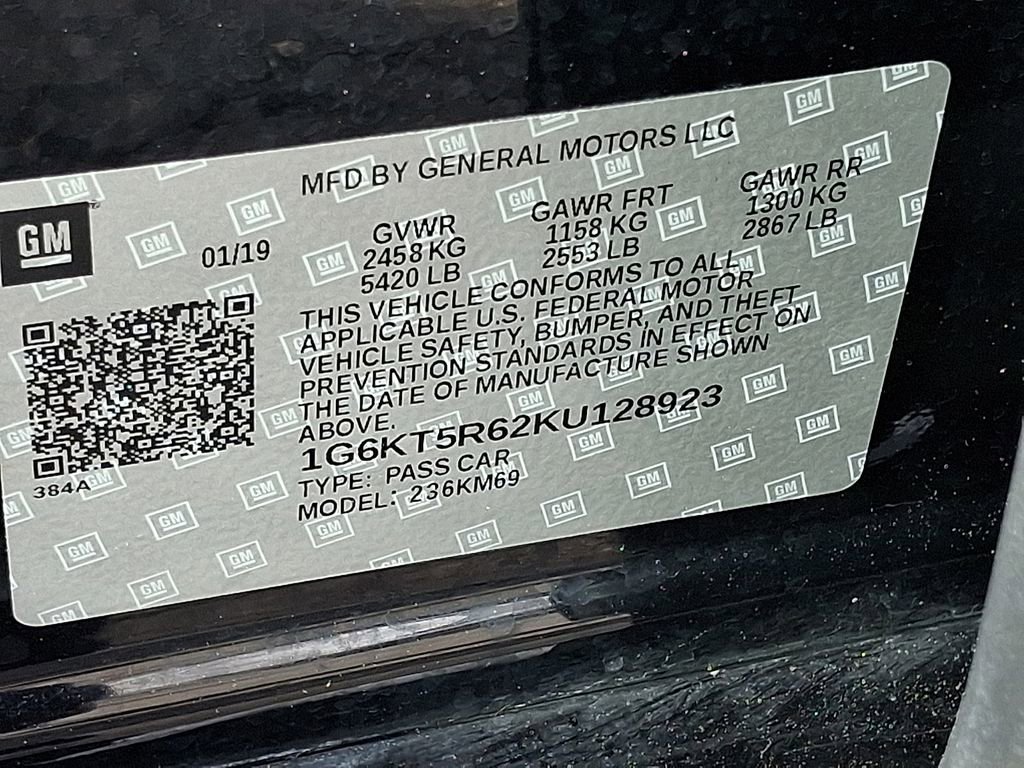 MFD BY GENERAL MOTORS LLC
GM
01/19
GVWR
2458 KG
5420 LB
GAWR FRT
1158 KG
2553 LB
GAWR RR
1300 KG
2867 LB
THIS VEHICLE CONFORMS TO ALL
APPLICABLE U.S. FEDERAL MOTOR
VEHICLE SAFETY, BUMPER, AND THEFT
PREVENTION STANDARDS IN EFFECT ON
THE DATE OF MANUFACTURE SHOWN
ABOVE.
1G6KT5R62KU128923
TYPE: PASS CAR
MODEL: 236KM69
384A